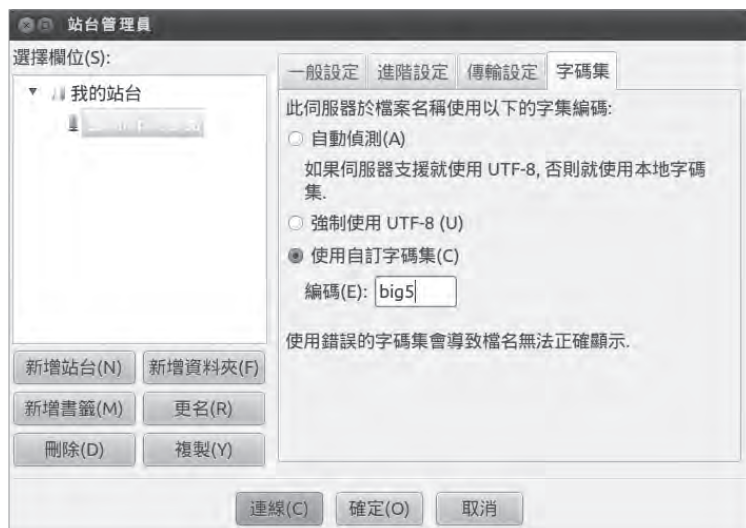 站台管理員
選擇欄位(S):
我的站台
一般設定 進階設定 傳輸設定 字碼集
此伺服器於檔案名稱使用以下的字集編碼:
自動偵測(A)
如果伺服器支援就使用 UTF-8, 否則就使用本地字碼
集.
強制使用 UTF-8 (U)
使用自訂字碼集(C)
編碼(E): big5
使用錯誤的字碼集會導致檔名無法正確顯示.
新增站台(N) 新增資料夾(F)
新增書籤(M) 更名(R)
刪除(D) 複製(Y)
連線(C) 確定(O) 取消